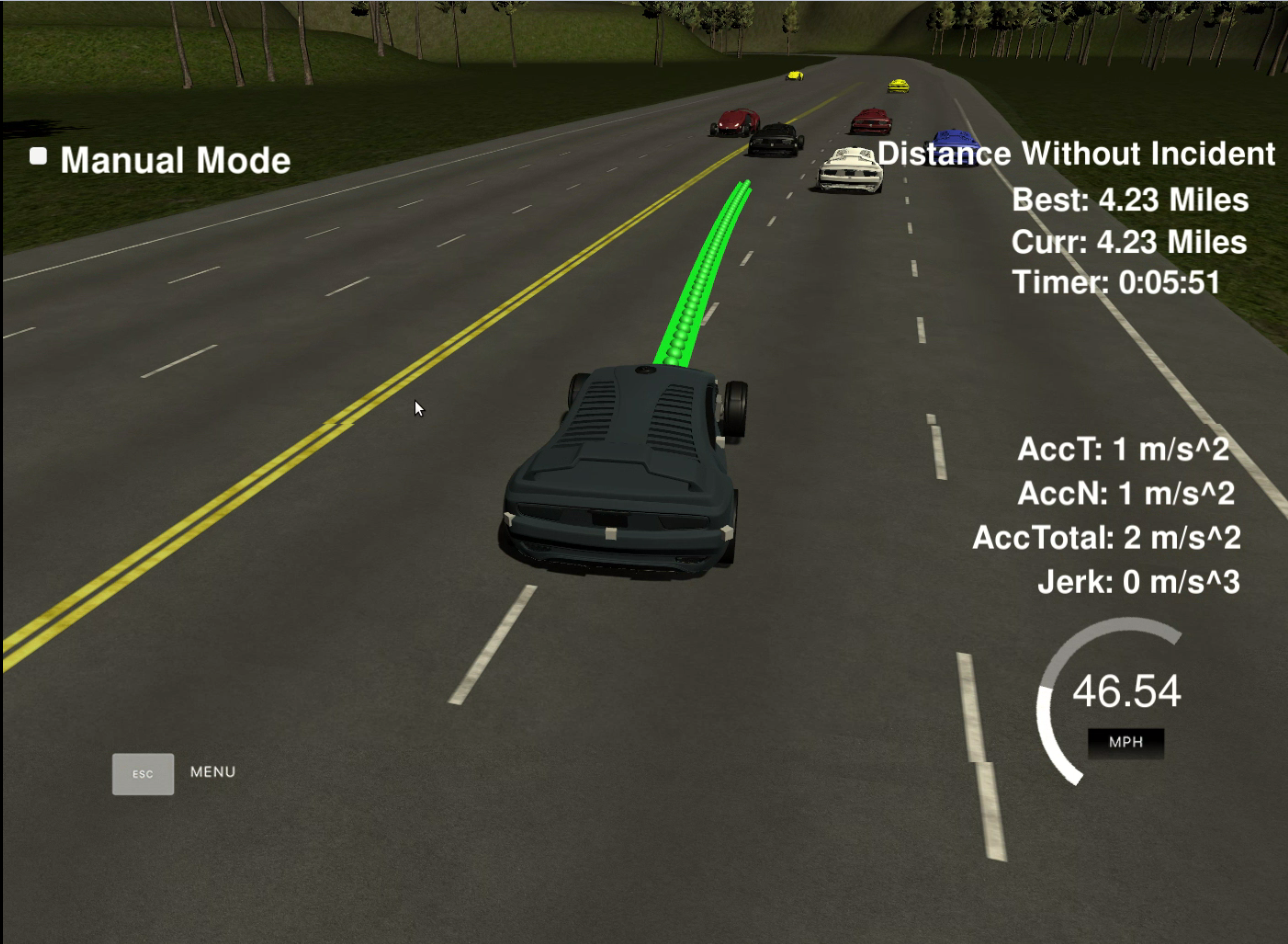 Manual Mode
Distance Without Incident
Best: 4.23 Miles
Curr: 4.23 Miles
Timer: 0:05:51
AccT: 1 m/s^2
AccN: 1 m/s^2
AccTotal: 2 m/s^2
Jerk: 0 m/s^3
46.54
MPH
ESC MENU